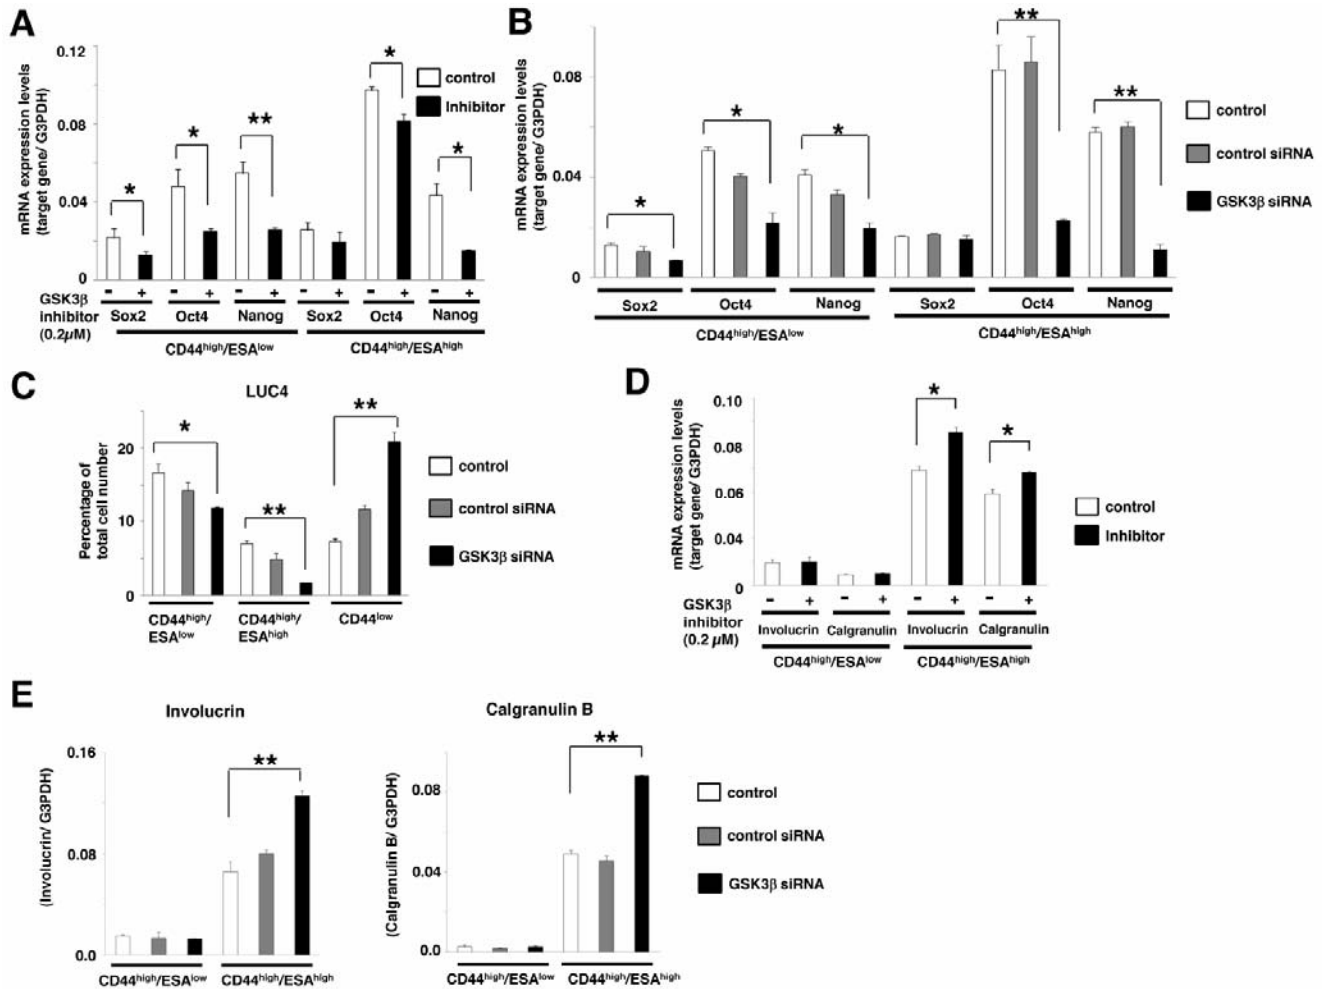 A
mRNA expression levels
(target gene/ G3PDH)
0.12
0.08
0.04
0
*
*
**
*
*
control
Inhibitor
GSK3β
inhibitor
(0.2µM)
- + - + - + - + - + - +
Sox2 Oct4 Nanog Sox2 Oct4 Nanog
CD44high/ESAlow CD44high/ESAhigh
B
mRNA expression levels
(target gene/ G3PDH)
0.08
0.04
0
*
*
*
**
**
control
control siRNA
GSK3β siRNA
Sox2 Oct4 Nanog Sox2 Oct4 Nanog
CD44high/ESAlow CD44high/ESAhigh
C
LUC4
Percentage of
total cell number
20
10
0
*
**
**
control
control siRNA
GSK3β siRNA
CD44high/
ESAlow
CD44high/
ESAhigh
CD44low
D
mRNA expression levels
(target gene/ G3PDH)
0.10
0.08
0.06
0.04
0
*
*
control
Inhibitor
GSK3β
inhibitor
(0.2 µM)
- + - + - + - +
Involucrin Calgranulin Involucrin Calgranulin
CD44high/ESAlow CD44high/ESAhigh
E
Involucrin
(Involucrin/ G3PDH)
0.16
0.08
0.0
**
CD44high/ESAlow CD44high/ESAhigh
Calgranulin B
(Calgranulin B/ G3PDH)
0.08
0.04
0.0
**
CD44high/ESAlow CD44high/ESAhigh
control
control siRNA
GSK3β siRNA